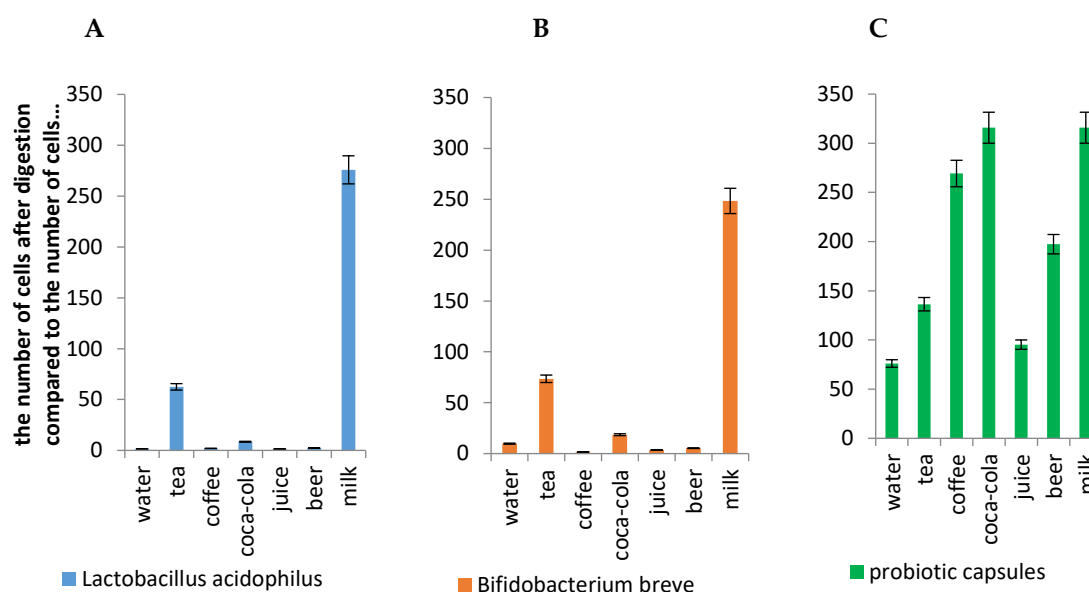 A
B
C
the number of cells after digestion
compared to the number of cells...
350
300
250
200
150
100
50
0
water
tea
coffee
coca-cola
juice
beer
milk
Lactobacillus acidophilus
350
300
250
200
150
100
50
0
water
tea
coffee
coca-cola
juice
beer
milk
Bifidobacterium breve
350
300
250
200
150
100
50
0
water
tea
coffee
coca-cola
juice
beer
milk
probiotic capsules